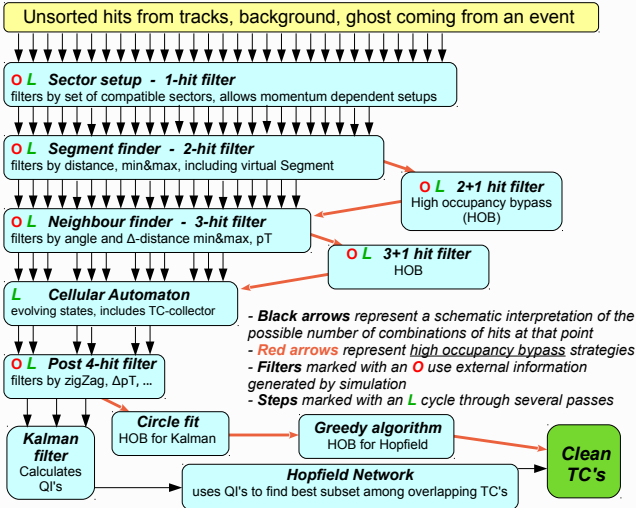 Unsorted hits from tracks, background, ghost coming from an event
O L Sector setup - 1-hit filter
filters by set of compatible sectors, allows momentum dependent setups
O L Segment finder - 2-hit filter
filters by distance, min&max, including virtual Segment
O L 2+1 hit filter
High occupancy bypass
(HOB)
O L Neighbour finder - 3-hit filter
filters by angle and Δ-distance min&max, pT
O L 3+1 hit filter
HOB
L Cellular Automaton
evolving states, includes TC-collector
- Black arrows represent a schematic interpretation of the
possible number of combinations of hits at that point
- Red arrows represent high occupancy bypass strategies
- Filters marked with an O use external information
generated by simulation
- Steps marked with an L cycle through several passes
O L Post 4-hit filter
filters by zigZag, ΔpT, ...
Circle fit
HOB for Kalman
Greedy algorithm
HOB for Hopfield
Kalman
filter
Calculates
QI's
Hopfield Network
uses QI's to find best subset among overlapping TC's
Clean
TC's